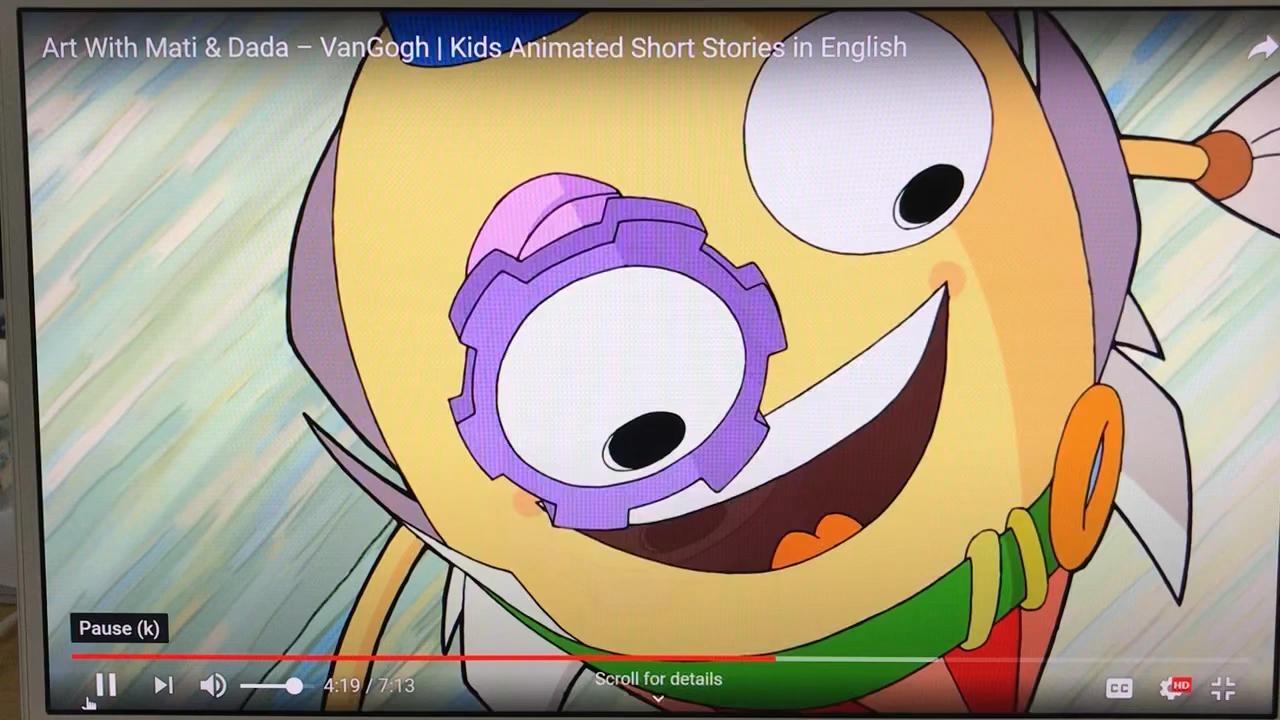 Art With Mati & Dada – VanGogh | Kids Animated Short Stories in English
Pause (k)
4:19 / 7:13
Scroll for details
CC
HD